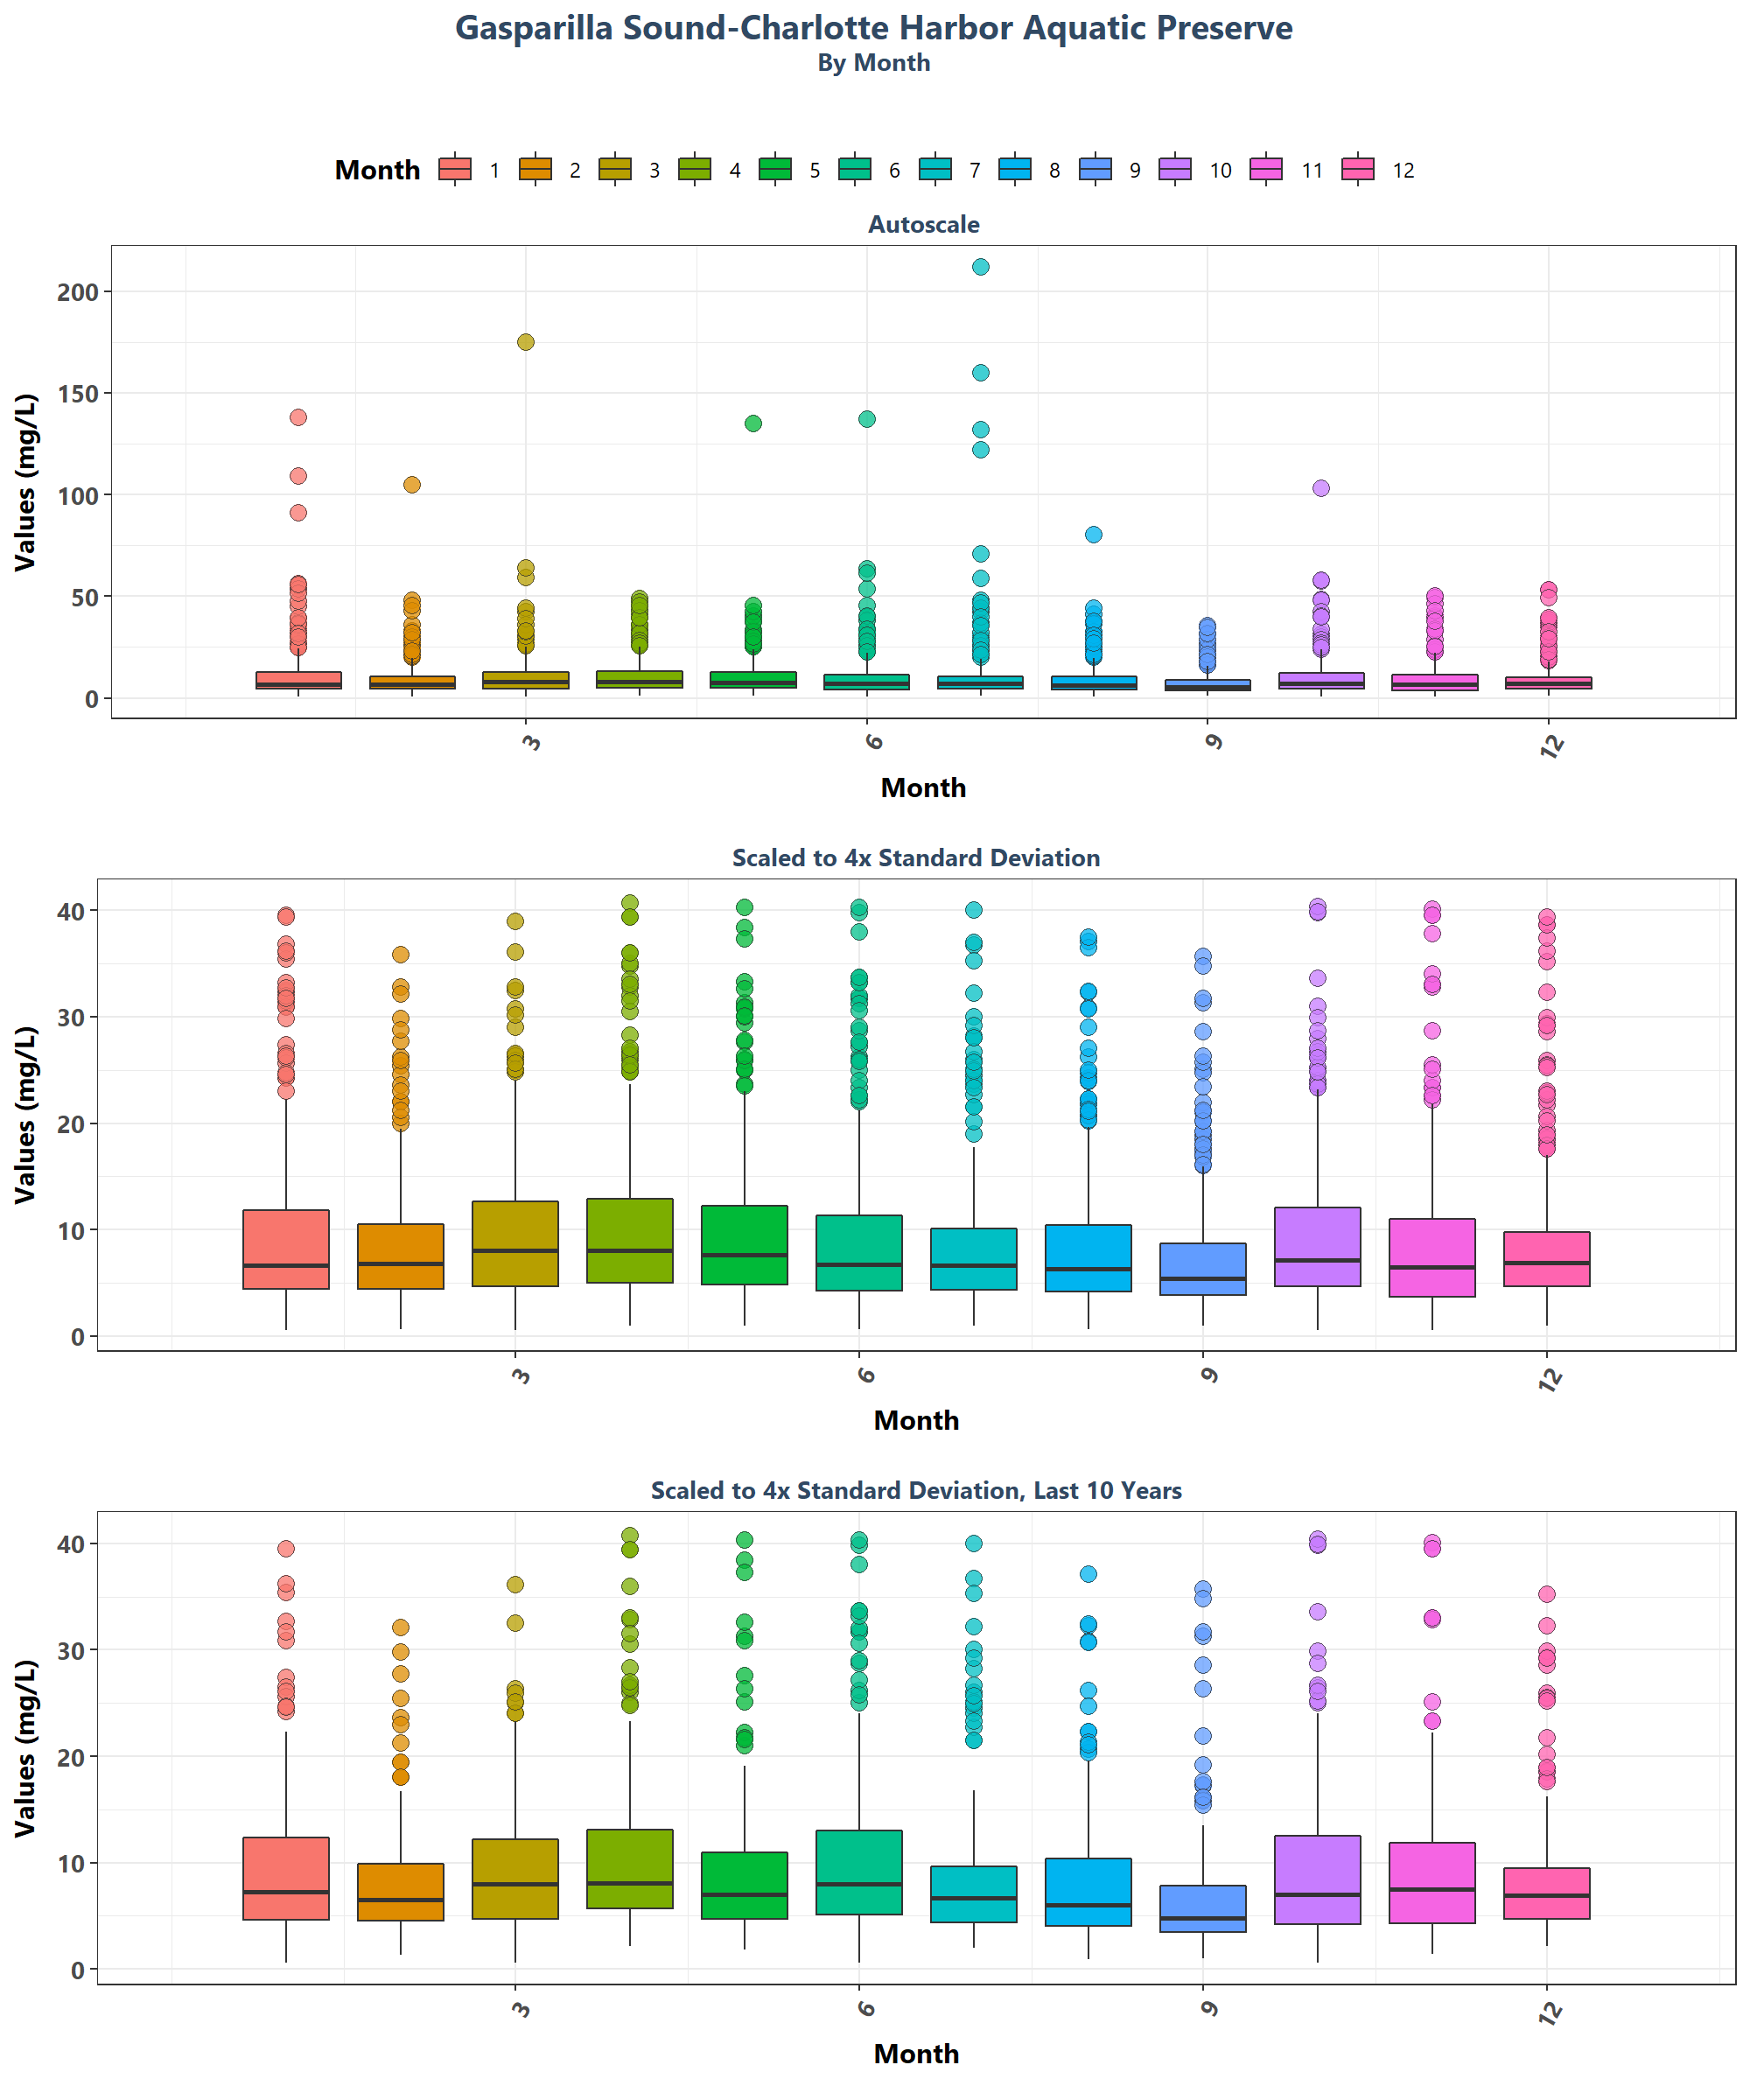 Gasparilla Sound-Charlotte Harbor Aquatic Preserve
By Month
Month 1 2 3 4 5 6 7 8 9 10 11 12
Autoscale
Values (mg/L)
200
150
100
50
0
3 6 9 12
Month
Scaled to 4x Standard Deviation
Values (mg/L)
40
30
20
10
0
3 6 9 12
Month
Scaled to 4x Standard Deviation, Last 10 Years
Values (mg/L)
40
30
20
10
0
3 6 9 12
Month